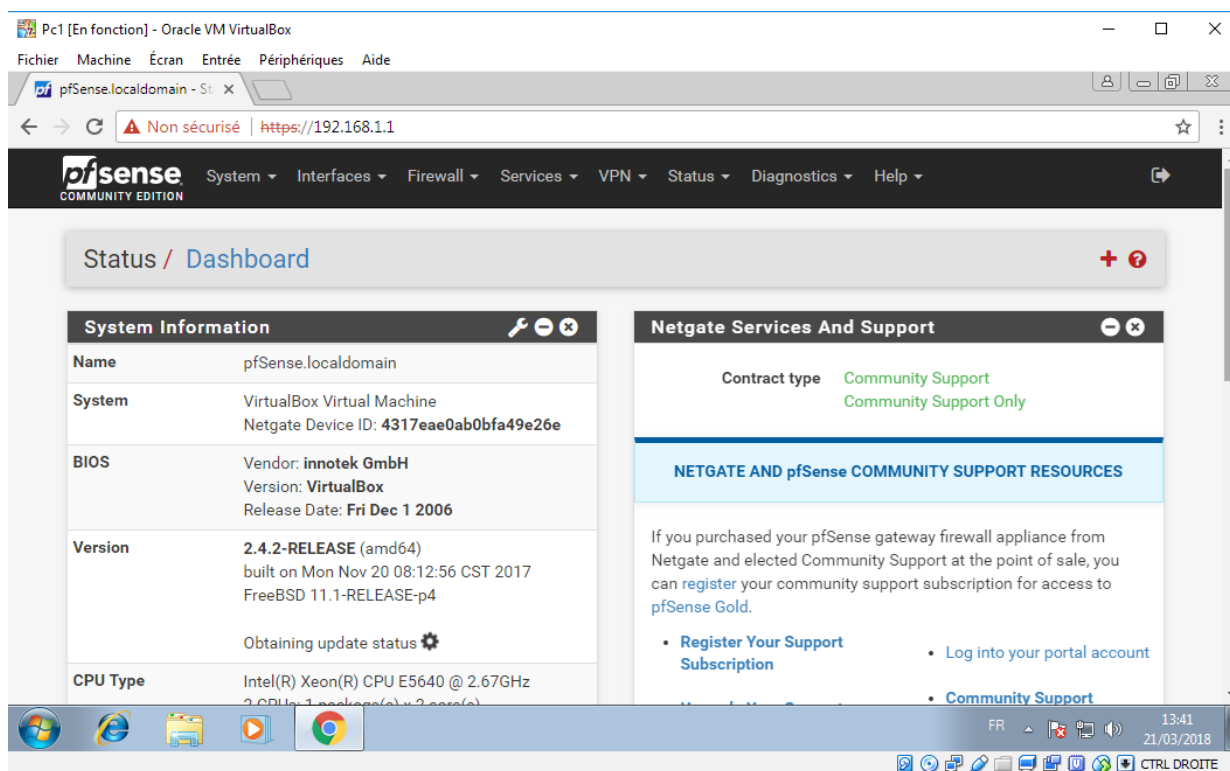 Pc1 [En fonction] - Oracle VM VirtualBox
Fichier Machine Écran Entrée Périphériques Aide
pfSense.localdomain - St
Non sécurisé | https://192.168.1.1
pfsense
COMMUNITY EDITION
System Interfaces Firewall Services VPN Status Diagnostics Help
Status / Dashboard
System Information
Name pfSense.localdomain
System VirtualBox Virtual Machine
Netgate Device ID: 4317eae0ab0bfa49e26e
BIOS Vendor: innotek GmbH
Version: VirtualBox
Release Date: Fri Dec 1 2006
Version 2.4.2-RELEASE (amd64)
built on Mon Nov 20 08:12:56 CST 2017
FreeBSD 11.1-RELEASE-p4
Obtaining update status
CPU Type Intel(R) Xeon(R) CPU E5640 @ 2.67GHz
2 CPUs: 1 package(s) x 2 core(s)
Netgate Services And Support
Contract type Community Support
Community Support Only
NETGATE AND pfSense COMMUNITY SUPPORT RESOURCES
If you purchased your pfSense gateway firewall appliance from
Netgate and elected Community Support at the point of sale, you
can register your community support subscription for access to
pfSense Gold.
• Register Your Support
Subscription
• Log into your portal account
• Community Support
FR
13:41
21/03/2018
CTRL DROITE